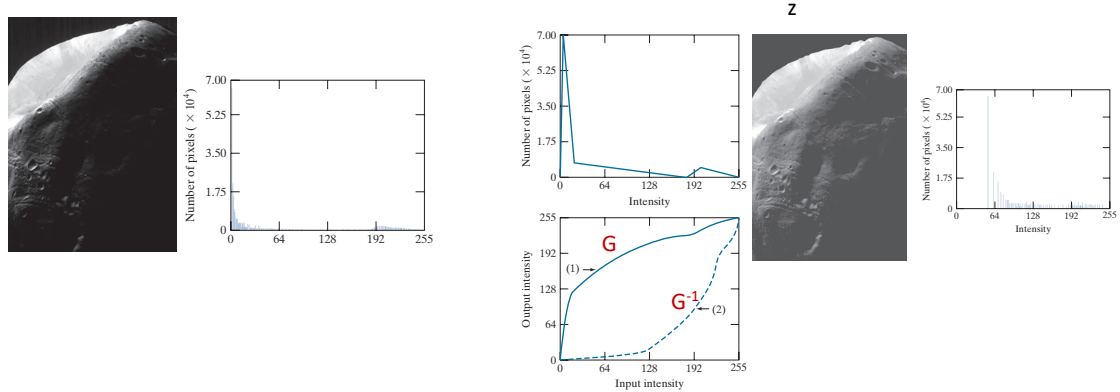 Z
Number of pixels ( × 10⁴)
7.00
5.25
3.50
1.75
0
0 64 128 192 255
Number of pixels ( × 10⁴)
7.00
5.25
3.50
1.75
0
0 64 128 192 255
Intensity
Output intensity
255
192
128
64
0
G
(1)
G⁻¹
(2)
0 64 128 192 255
Input intensity
Number of pixels ( × 10⁴)
7.00
5.25
3.50
1.75
0
0 64 128 192 255
Intensity